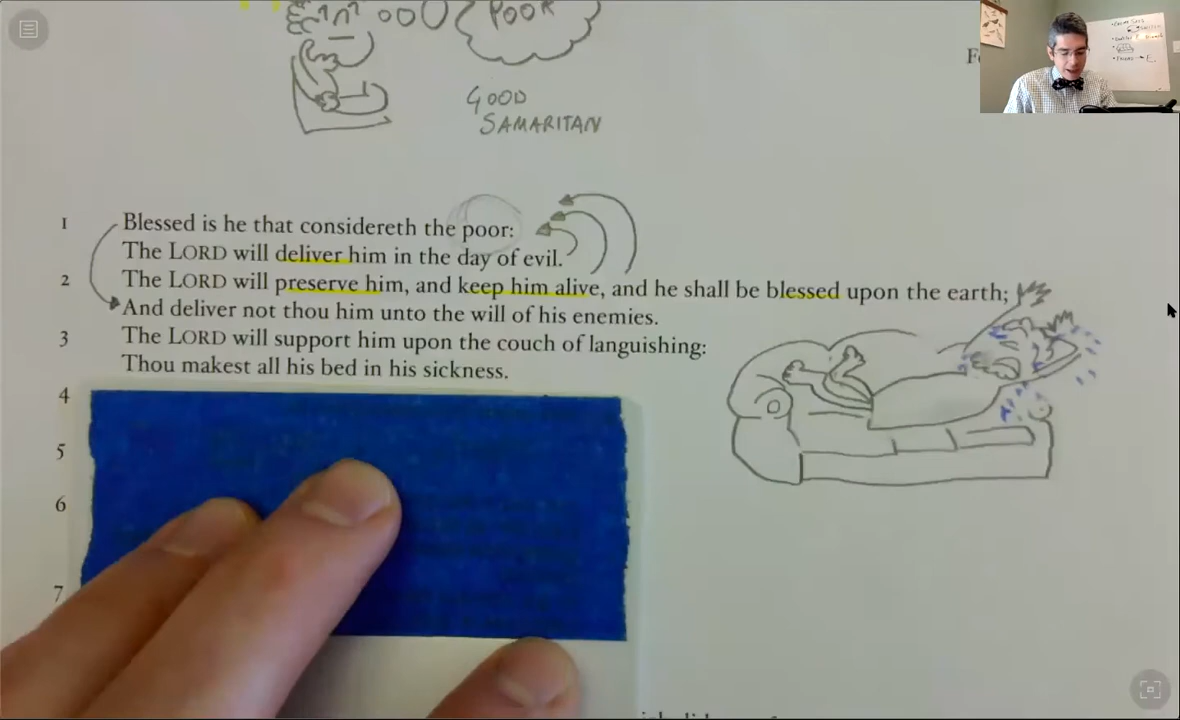 POOR
GOOD
SAMARITAN
F
1 Blessed is he that considereth the poor:
The LORD will deliver him in the day of evil.
2 The LORD will preserve him, and keep him alive, and he shall be blessed upon the earth;
And deliver not thou him unto the will of his enemies.
3 The LORD will support him upon the couch of languishing:
Thou makest all his bed in his sickness.
4
5
6
7